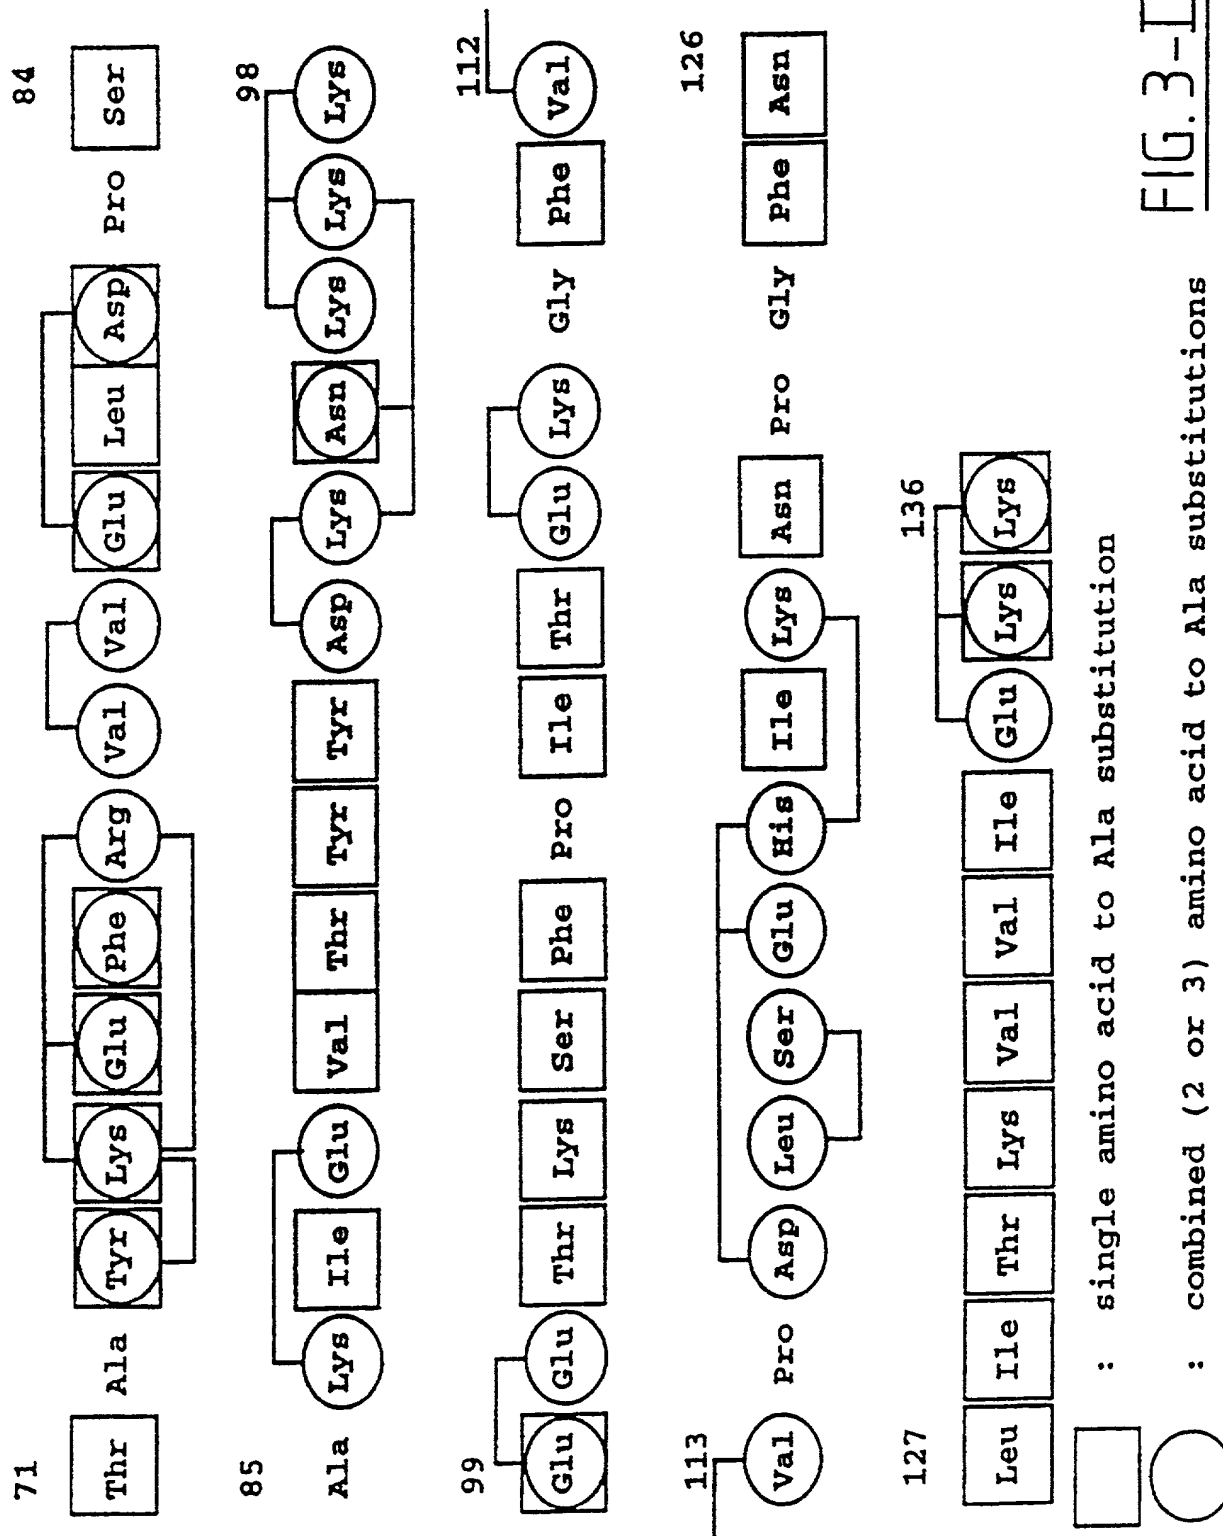 71 84
Thr Ala Tyr Lys Glu Phe Arg Val Val Glu Leu Asp Pro Ser
85 98
Ala Lys Ile Glu Val Thr Tyr Tyr Asp Lys Asn Lys Lys Lys
99 112
Glu Glu Thr Lys Ser Phe Pro Ile Thr Glu Lys Gly Phe Val
113 126
Val Pro Asp Leu Ser Glu His Ile Lys Asn Pro Gly Phe Asn
127 136
Leu Ile Thr Lys Val Val Ile Glu Lys Lys
: single amino acid to Ala substitution
: combined (2 or 3) amino acid to Ala substitutions
FIG. 3-I